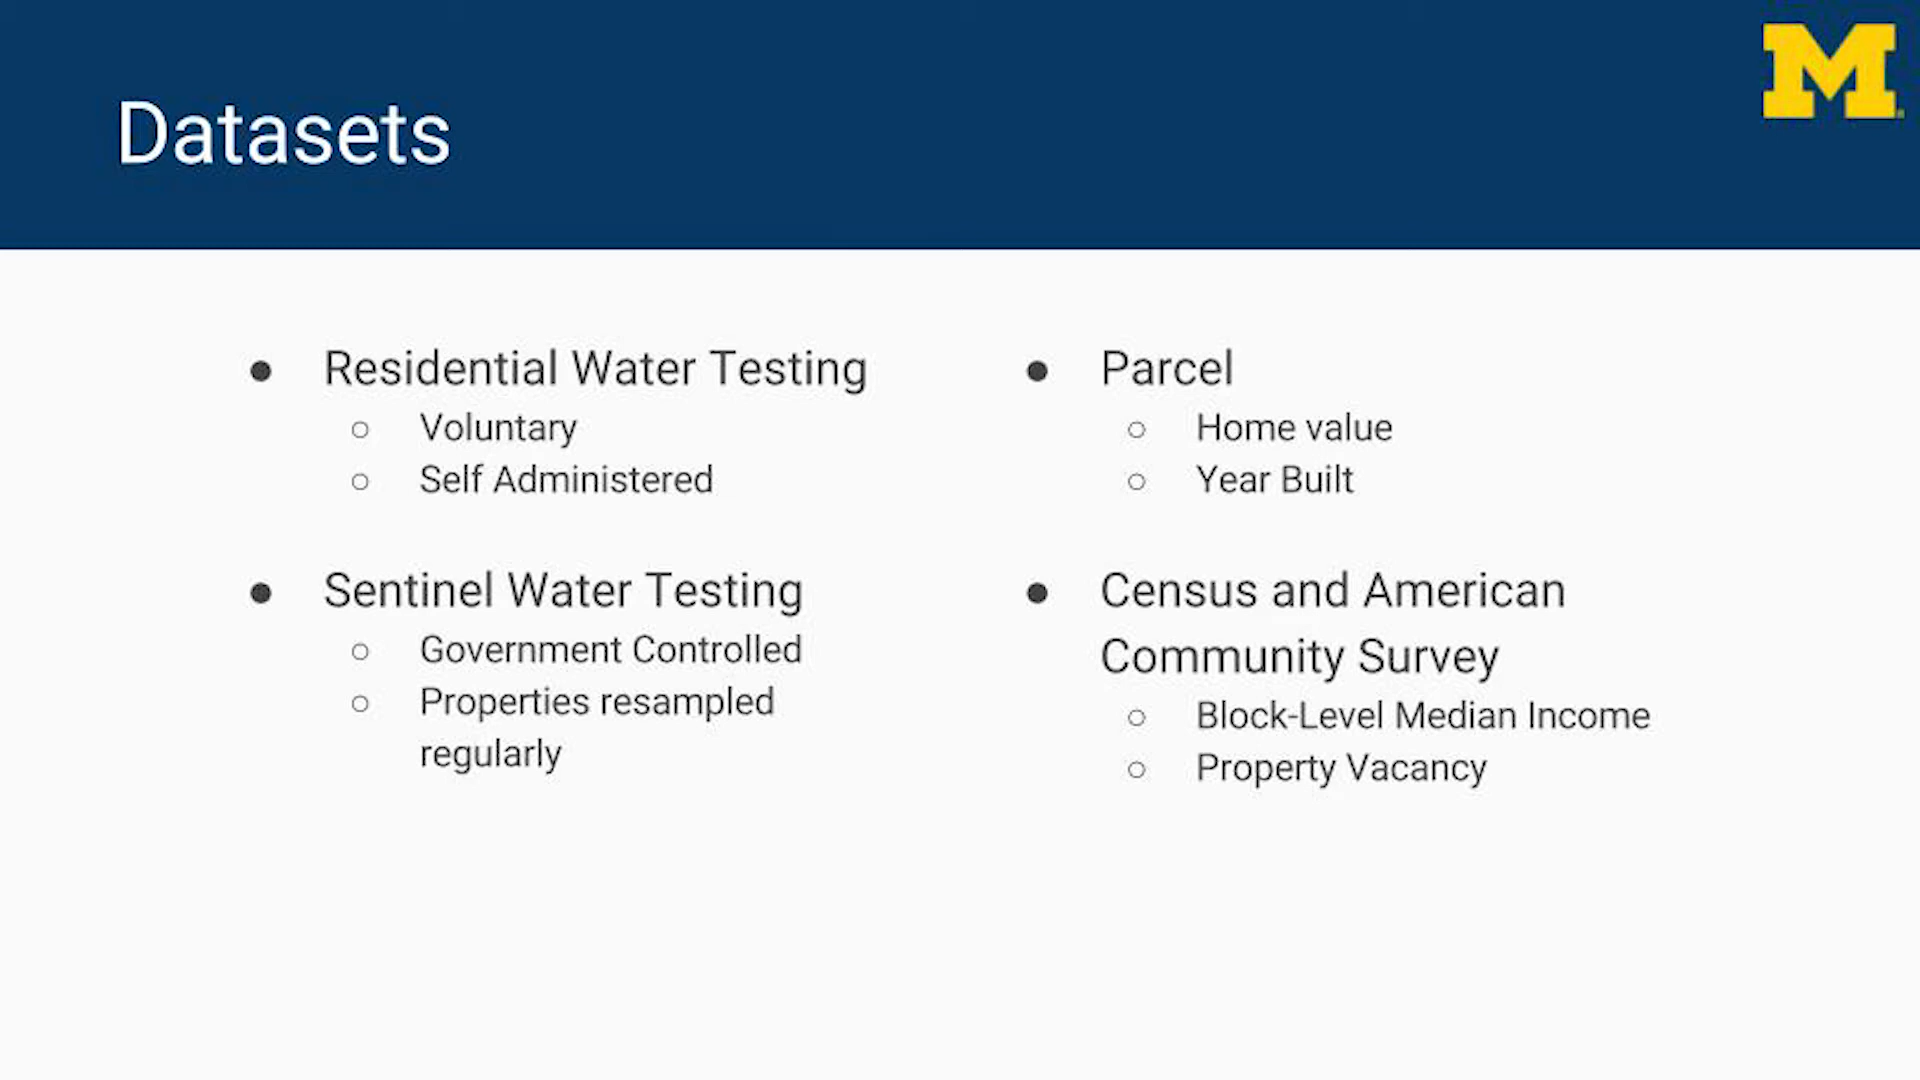 M
Datasets
● Residential Water Testing
○ Voluntary
○ Self Administered
● Sentinel Water Testing
○ Government Controlled
○ Properties resampled
regularly
● Parcel
○ Home value
○ Year Built
● Census and American
Community Survey
○ Block-Level Median Income
○ Property Vacancy